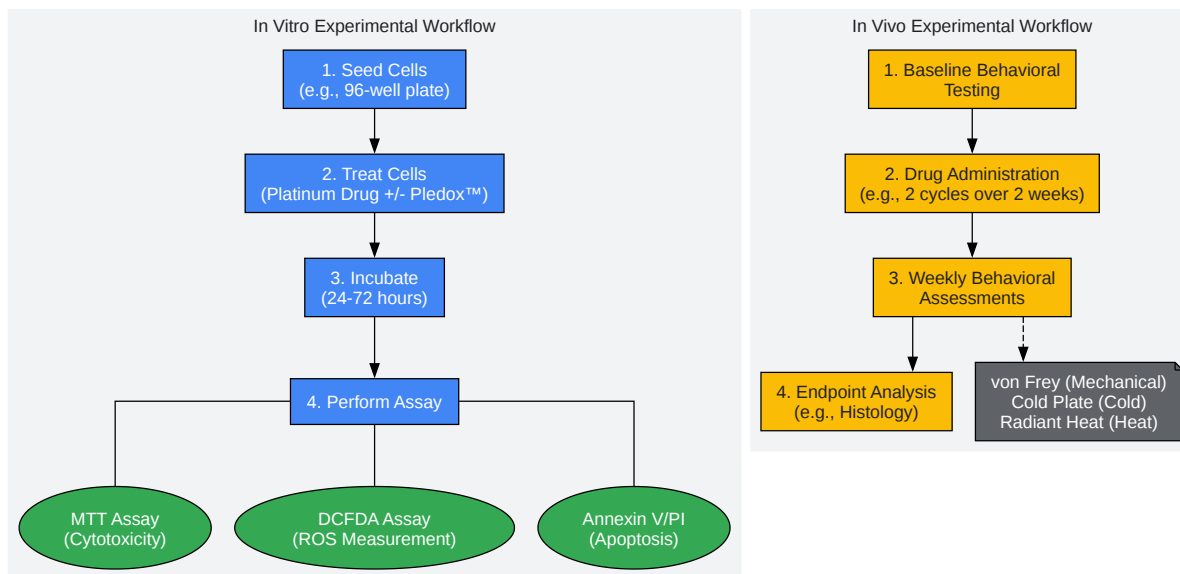 In Vitro Experimental Workflow
1. Seed Cells
(e.g., 96-well plate)
2. Treat Cells
(Platinum Drug +/- Pledox™)
3. Incubate
(24-72 hours)
4. Perform Assay
MTT Assay
(Cytotoxicity)
DCFDA Assay
(ROS Measurement)
Annexin V/PI
(Apoptosis)
In Vivo Experimental Workflow
1. Baseline Behavioral
Testing
2. Drug Administration
(e.g., 2 cycles over 2 weeks)
3. Weekly Behavioral
Assessments
4. Endpoint Analysis
(e.g., Histology)
von Frey (Mechanical)
Cold Plate (Cold)
Radiant Heat (Heat)